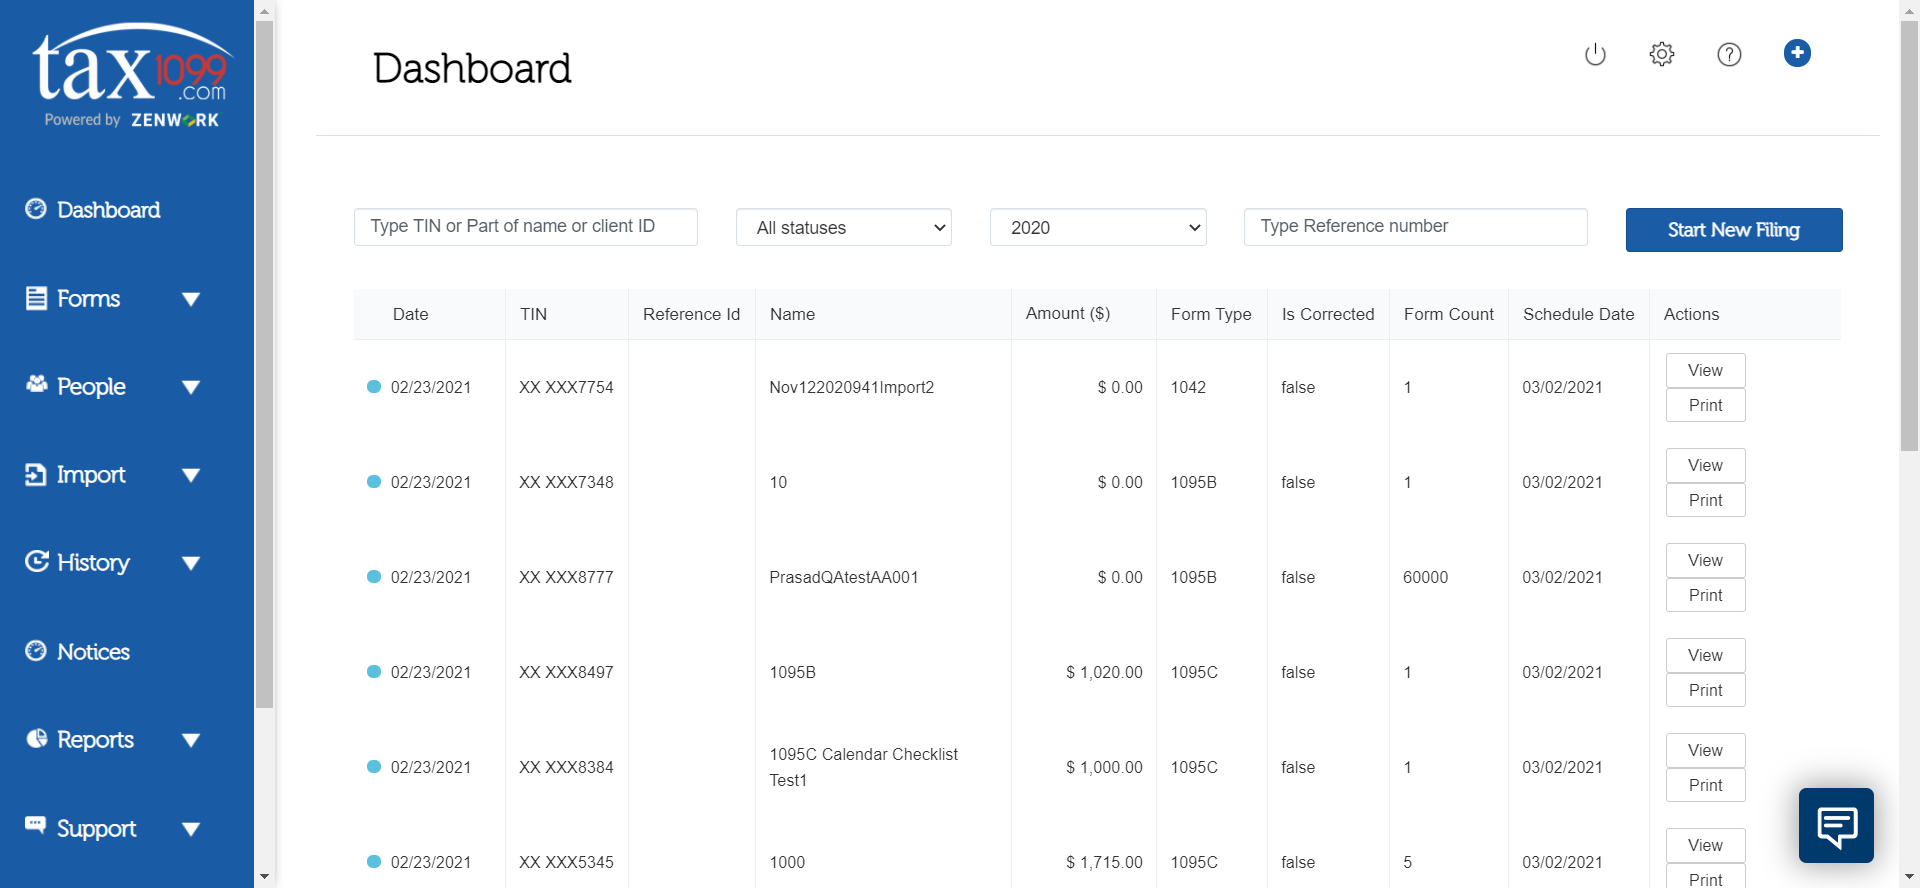 tax1099
.com
Powered by ZENWORK
Dashboard
Dashboard
Forms
People
Import
History
Notices
Reports
Support
Type TIN or Part of name or client ID
All statuses
2020
Type Reference number
Start New Filing
Date TIN Reference Id Name Amount ($) Form Type Is Corrected Form Count Schedule Date Actions
02/23/2021 XX XXX7754 Nov122020941Import2 $ 0.00 1042 false 1 03/02/2021 View
Print
02/23/2021 XX XXX7348 10 $ 0.00 1095B false 1 03/02/2021 View
Print
02/23/2021 XX XXX8777 PrasadQAtestAA001 $ 0.00 1095B false 60000 03/02/2021 View
Print
02/23/2021 XX XXX8497 1095B $ 1,020.00 1095C false 1 03/02/2021 View
Print
02/23/2021 XX XXX8384 1095C Calendar Checklist
Test1 $ 1,000.00 1095C false 1 03/02/2021 View
Print
02/23/2021 XX XXX5345 1000 $ 1,715.00 1095C false 5 03/02/2021 View
Print